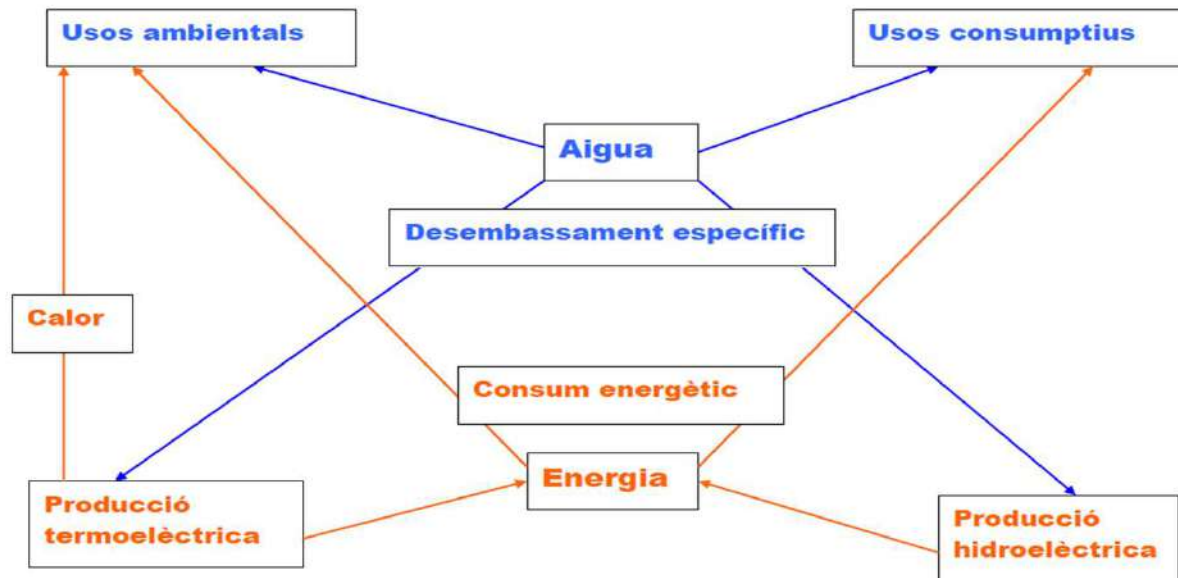 Usos ambientals
Usos consumptius
Aigua
Desembassament específic
Calor
Consum energètic
Energia
Producció
termoelèctrica
Producció
hidroelèctrica